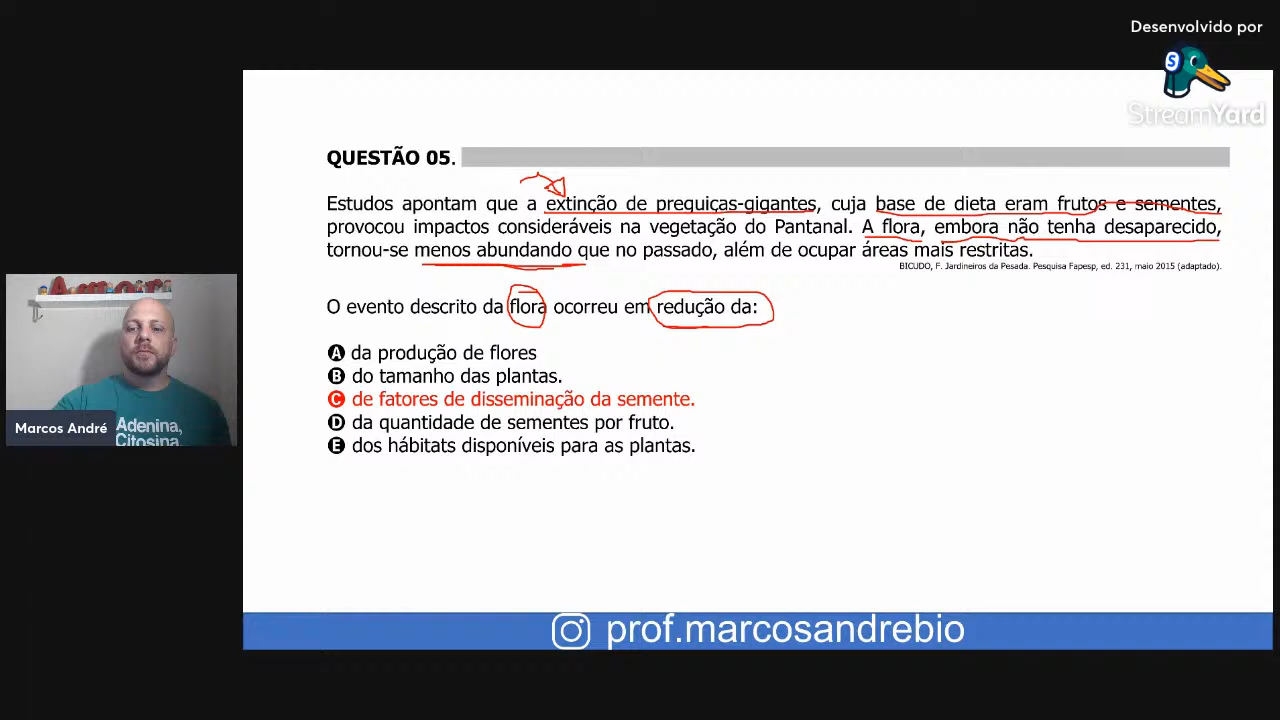 Desenvolvido por
S
StreamYard
QUESTÃO 05.
Estudos apontam que a extinção de prequiças-gigantes, cuja base de dieta eram frutos e sementes,
provocou impactos consideráveis na vegetação do Pantanal. A flora, embora não tenha desaparecido,
tornou-se menos abundando que no passado, além de ocupar áreas mais restritas.
BICUDO, F. Jardineiros da Pesada. Pesquisa Fapesp, ed. 231, maio 2015 (adaptado).
O evento descrito da flora ocorreu em redução da:
A da produção de flores
B do tamanho das plantas.
C de fatores de disseminação da semente.
D da quantidade de sementes por fruto.
E dos hábitats disponíveis para as plantas.
Marcos André
Adenina,
Citosina,
prof.marcosandrebio